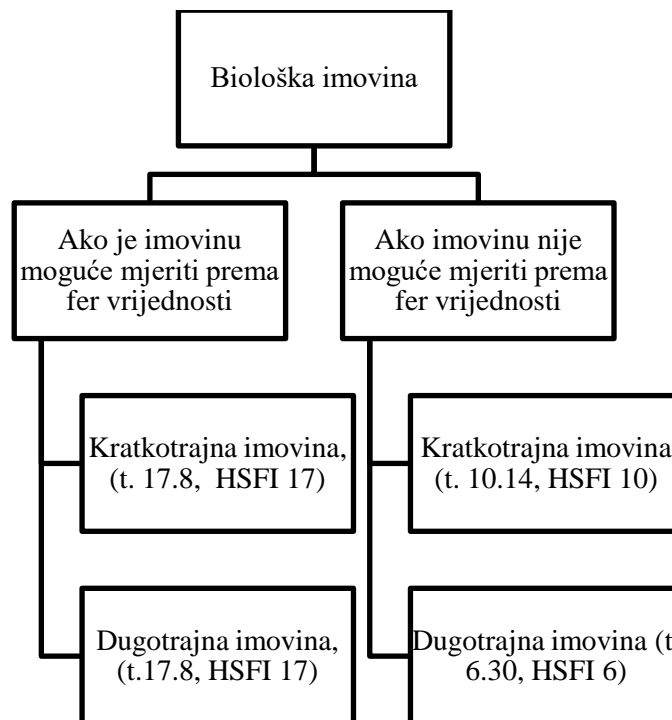 Biološka imovina
Ako je imovinu
moguće mjeriti prema
fer vrijednosti
Ako imovinu nije
moguće mjeriti prema
fer vrijednosti
Kratkotrajna imovina,
(t. 17.8, HSFI 17)
Kratkotrajna imovina
(t. 10.14, HSFI 10)
Dugotrajna imovina,
(t.17.8, HSFI 17)
Dugotrajna imovina (t
6.30, HSFI 6)